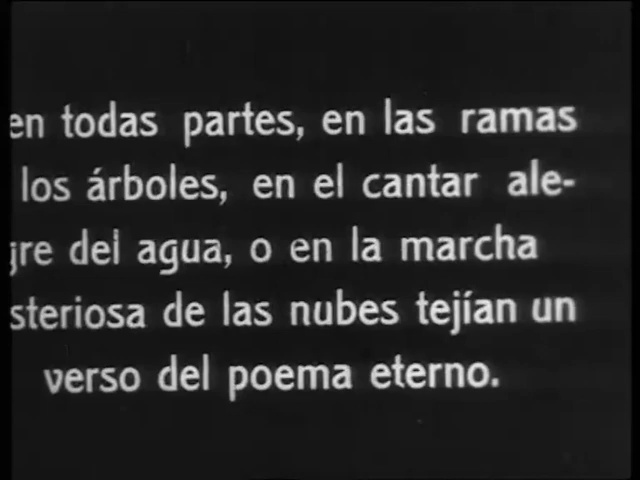 en todas partes, en las ramas
los árboles, en el cantar ale-
gre del agua, o en la marcha
steriosa de las nubes tejían un
verso del poema eterno.